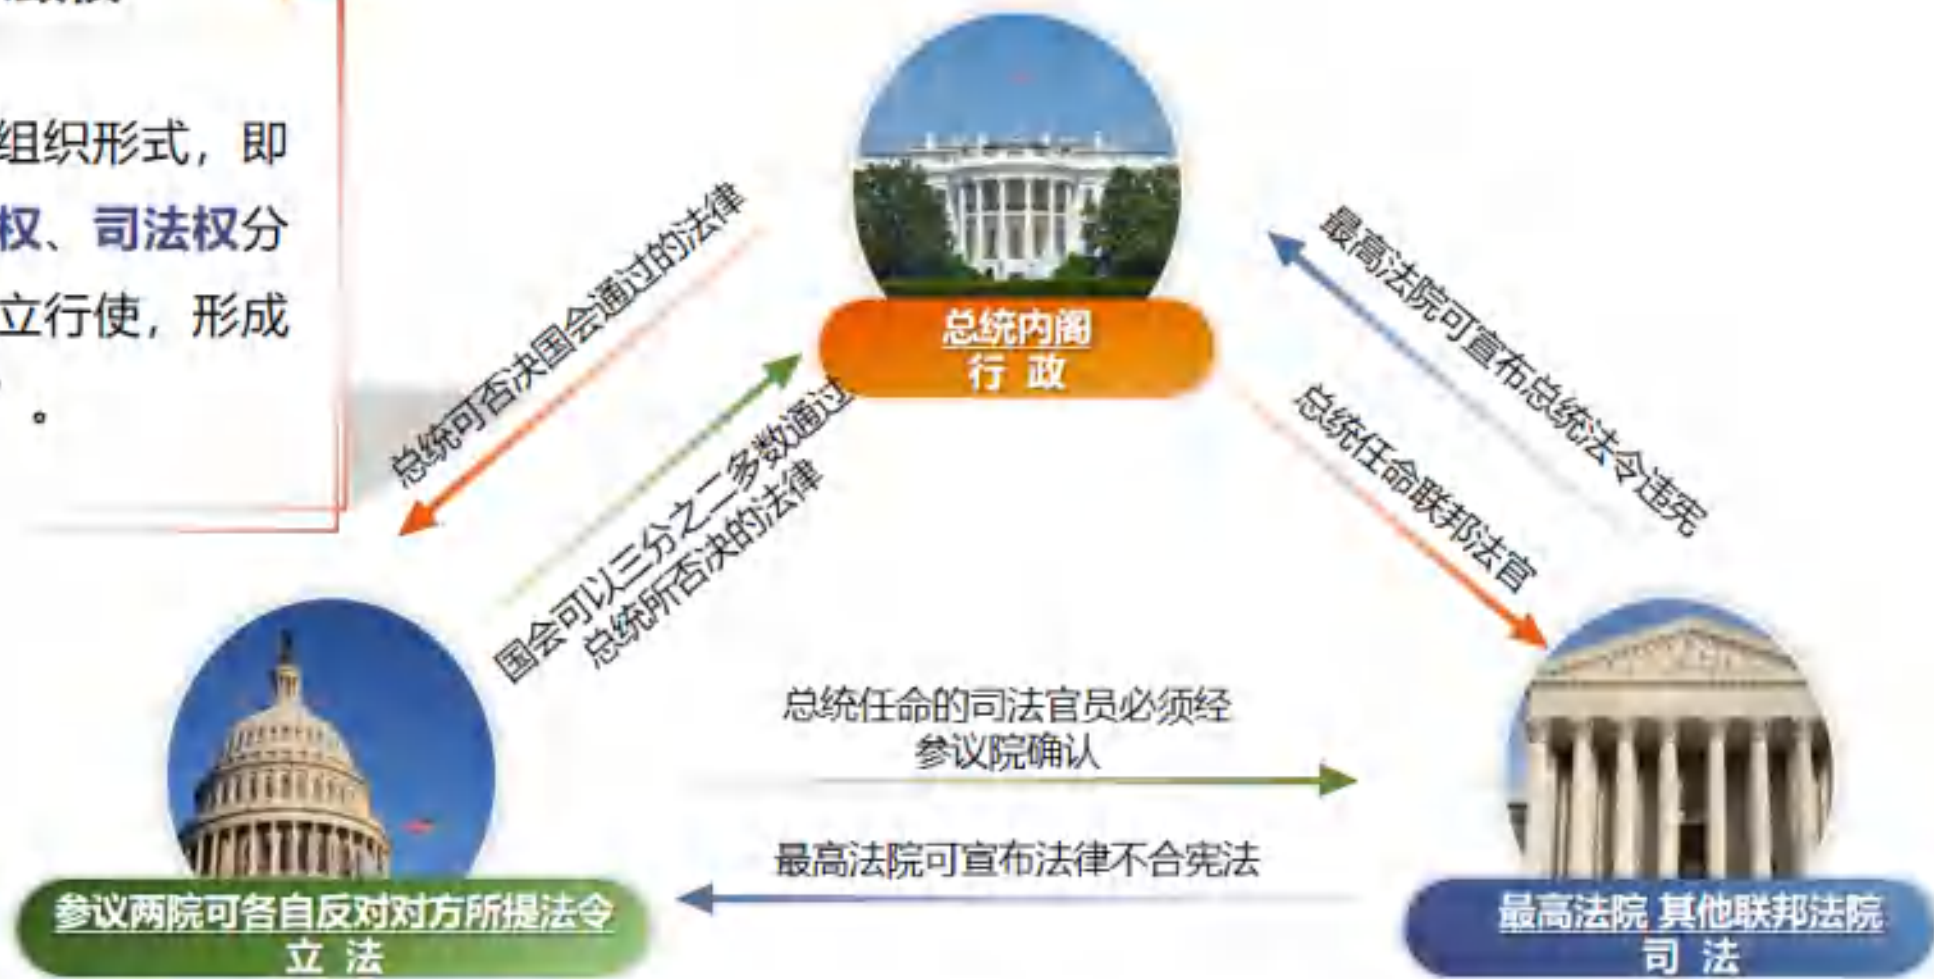 组织形式，即
权、司法权分
立行使，形成
。
总统内阁
行 政
总统可否决国会通过的法律
国会可以三分之二多数通过
总统所否决的法律
最高法院可宣布总统法令违宪
总统任命联邦法官
总统任命的司法官员必须经
参议院确认
最高法院可宣布法律不合宪法
参议两院可各自反对对方所提法令
立 法
最高法院 其他联邦法院
司 法